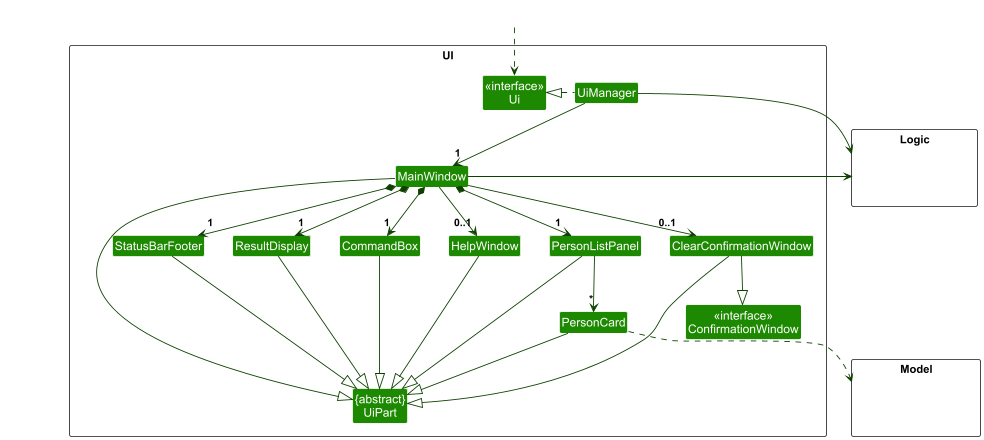 UI
«interface»
Ui
UiManager
Logic
1
MainWindow
1
1
1
0..1
1
0..1
StatusBarFooter
ResultDisplay
CommandBox
HelpWindow
PersonListPanel
ClearConfirmationWindow
*
PersonCard
«interface»
ConfirmationWindow
Model
{abstract}
UiPart